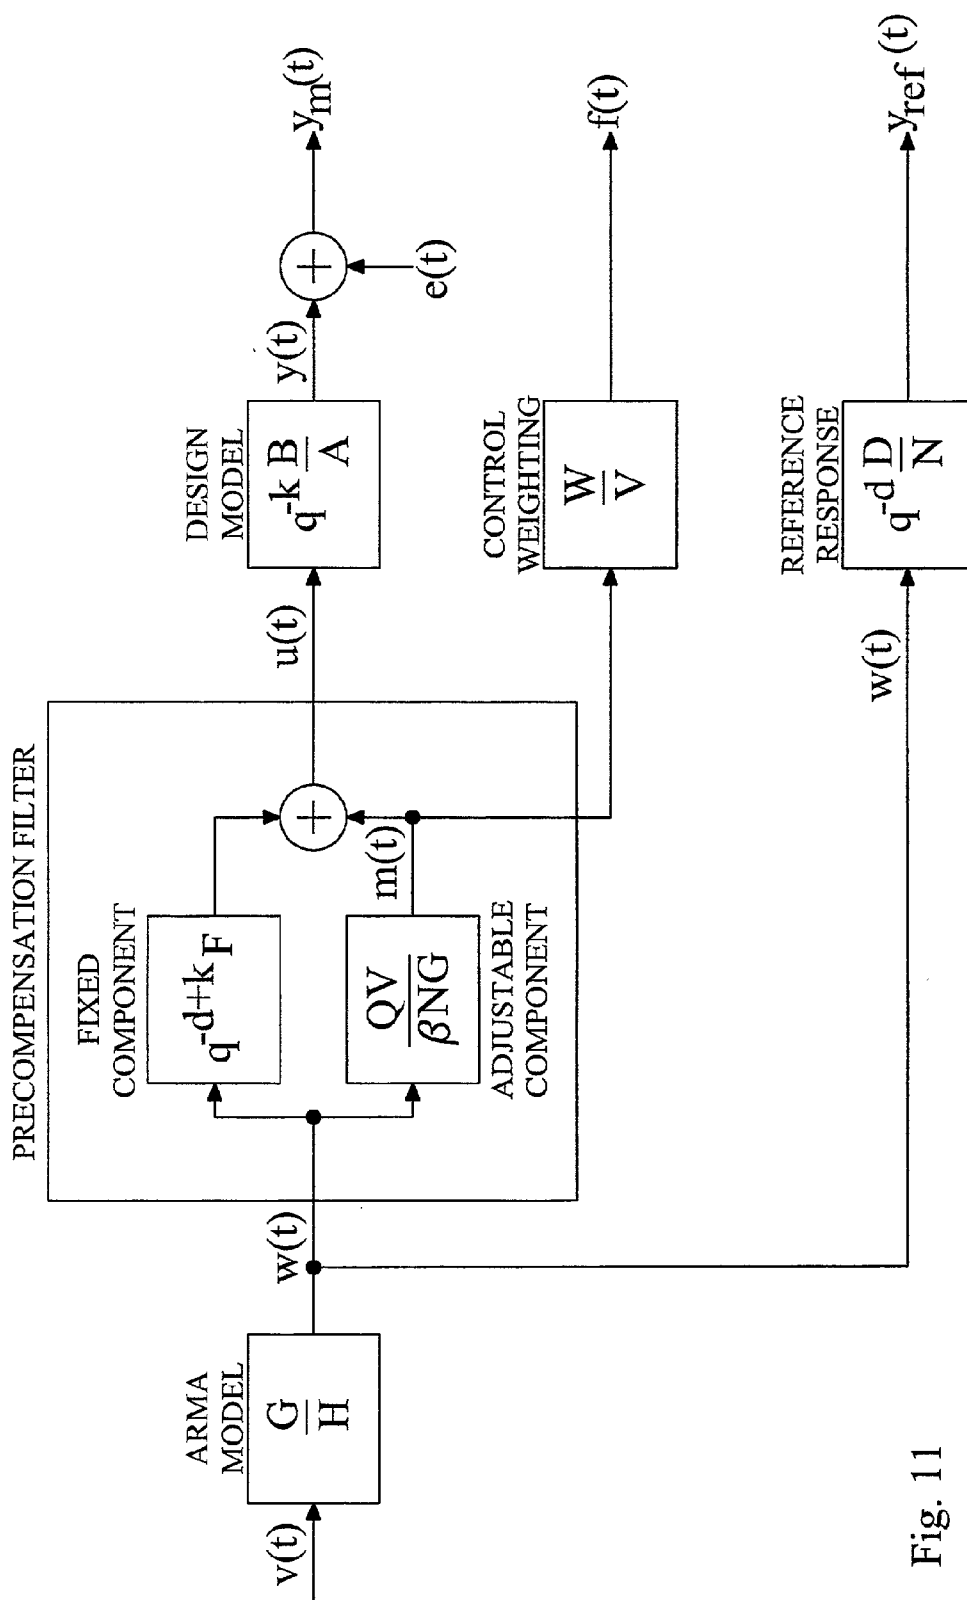 PRECOMPENSATION FILTER
FIXED
COMPONENT
q^-d+k F
QV
βNG
ADJUSTABLE
COMPONENT
+
m(t)
v(t)
ARMA
MODEL
G
H
w(t)
u(t)
DESIGN
MODEL
q^-k B
A
y(t)
+
e(t)
y_m(t)
CONTROL
WEIGHTING
W
V
f(t)
w(t)
REFERENCE
RESPONSE
q^-d D
N
y_ref(t)
Fig. 11